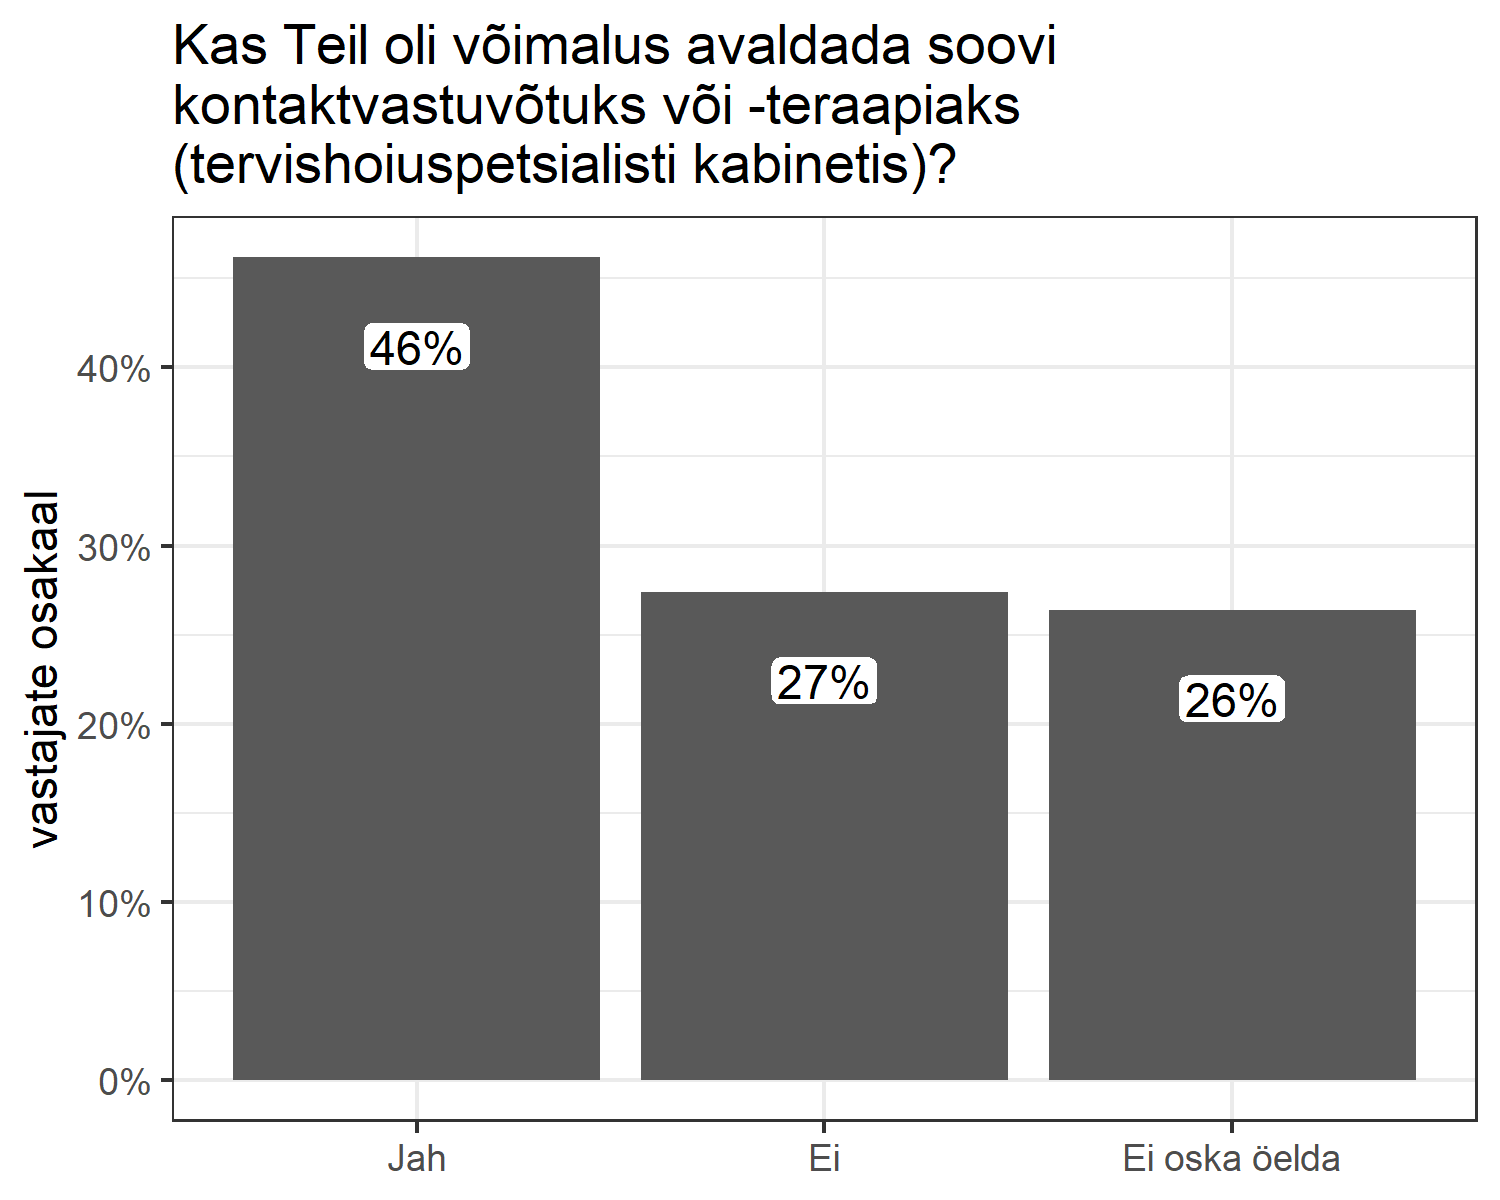 Kas Teil oli võimalus avaldada soovi
kontaktvastuvõtuks või -teraapiaks
(tervishoiuspetsialisti kabinetis)?
vastajate osakaal
40%
30%
20%
10%
0%
46%
27%
26%
Jah
Ei
Ei oska öelda